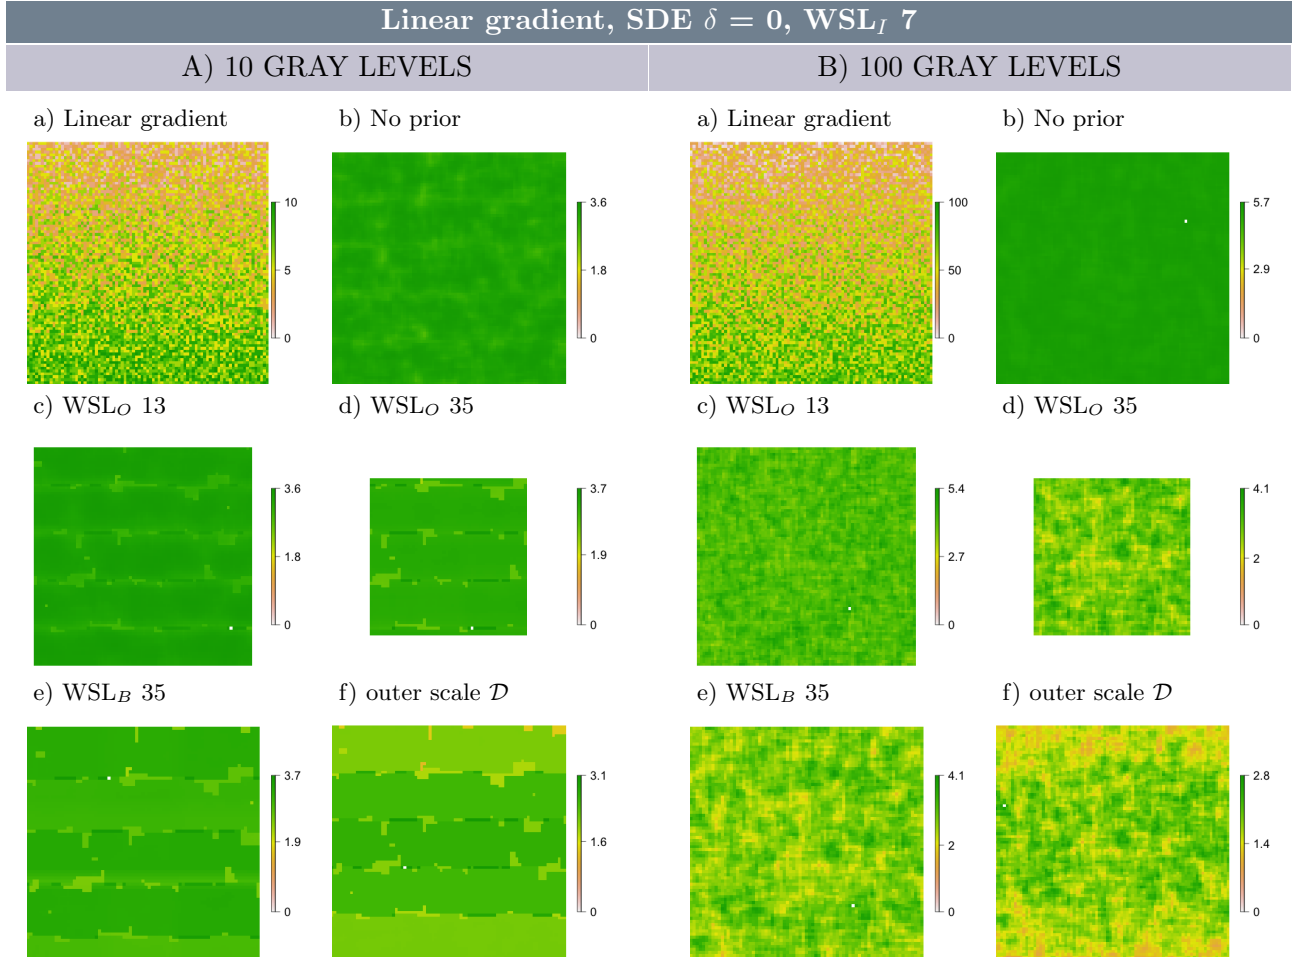 Linear gradient, SDE δ = 0, WSL_I 7
A) 10 GRAY LEVELS
B) 100 GRAY LEVELS
a) Linear gradient
b) No prior
a) Linear gradient
b) No prior
10
5
0
3.6
1.8
0
100
50
0
5.7
2.9
0
c) WSL_O 13
d) WSL_O 35
c) WSL_O 13
d) WSL_O 35
3.6
1.8
0
3.7
1.9
0
5.4
2.7
0
4.1
2
0
e) WSL_B 35
f) outer scale 𝒟
e) WSL_B 35
f) outer scale 𝒟
3.7
1.9
0
3.1
1.6
0
4.1
2
0
2.8
1.4
0